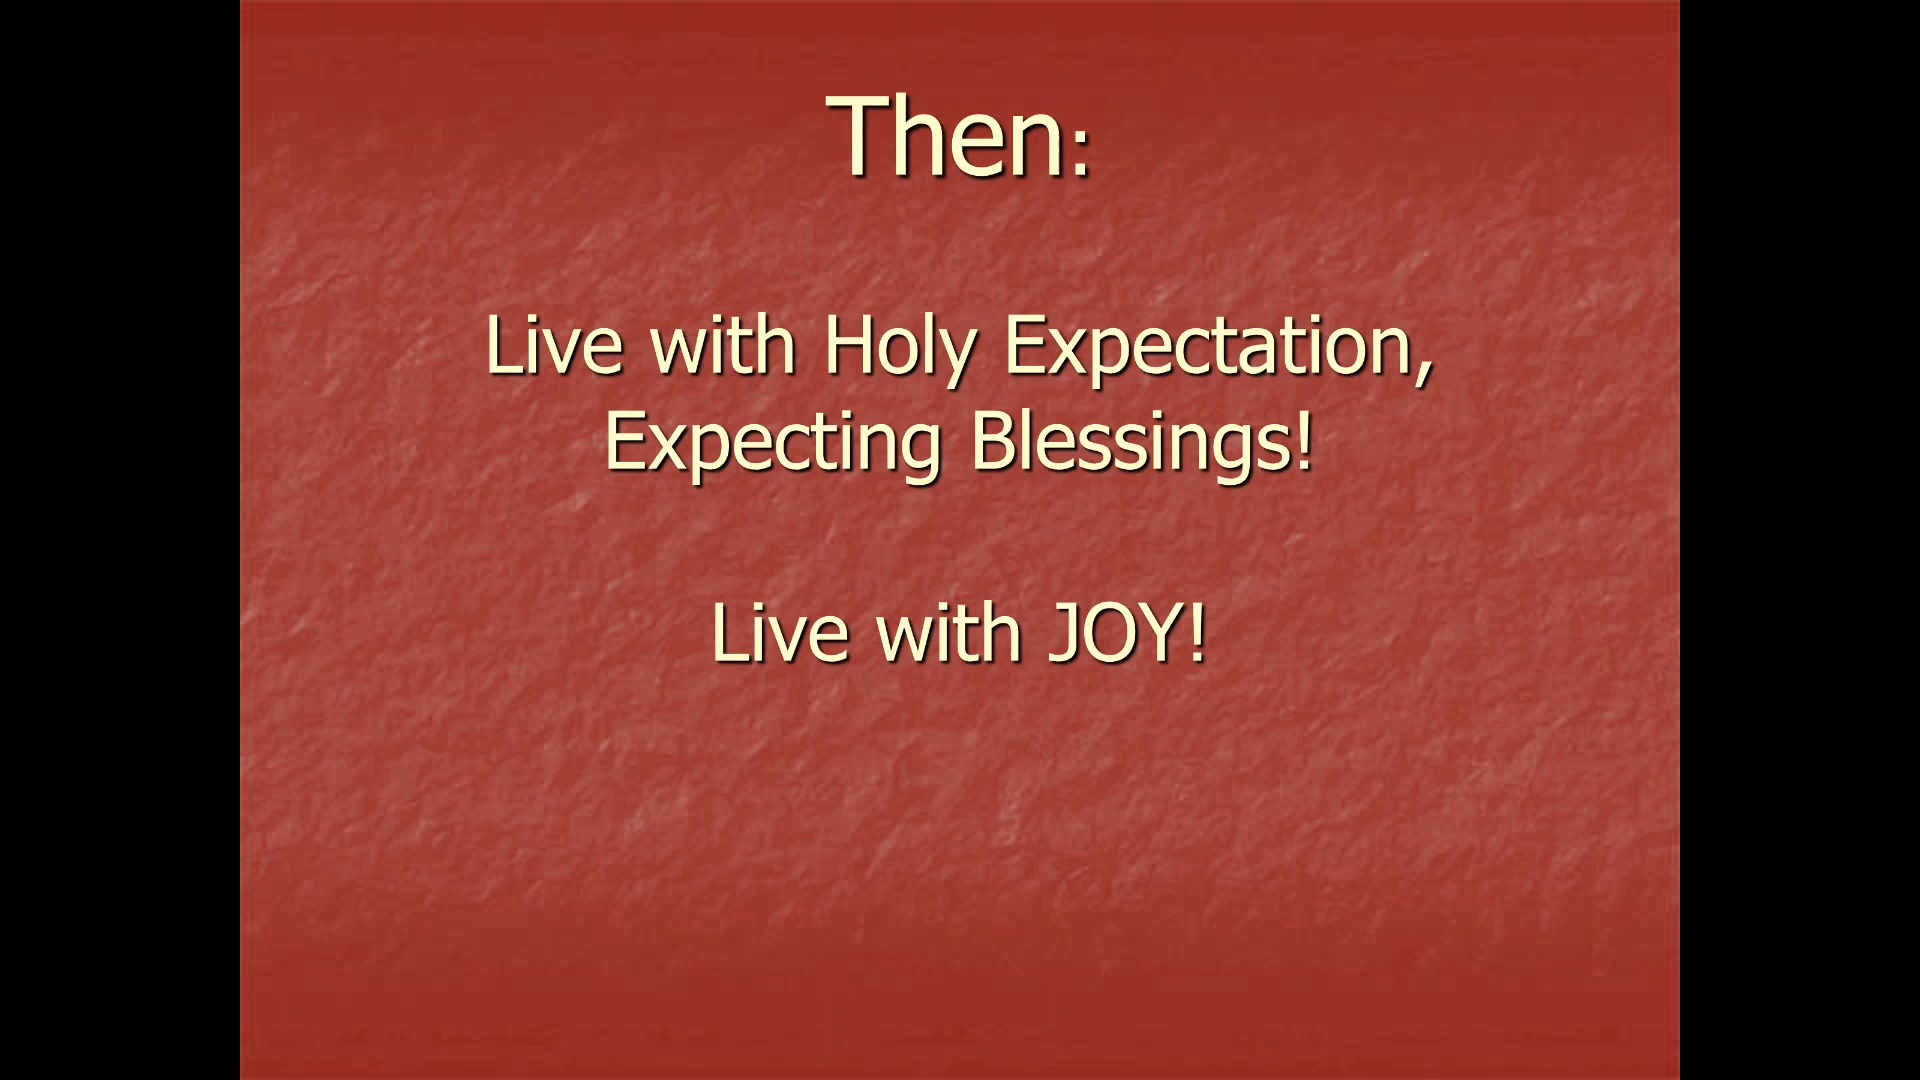 Then:
Live with Holy Expectation,
Expecting Blessings!
Live with JOY!